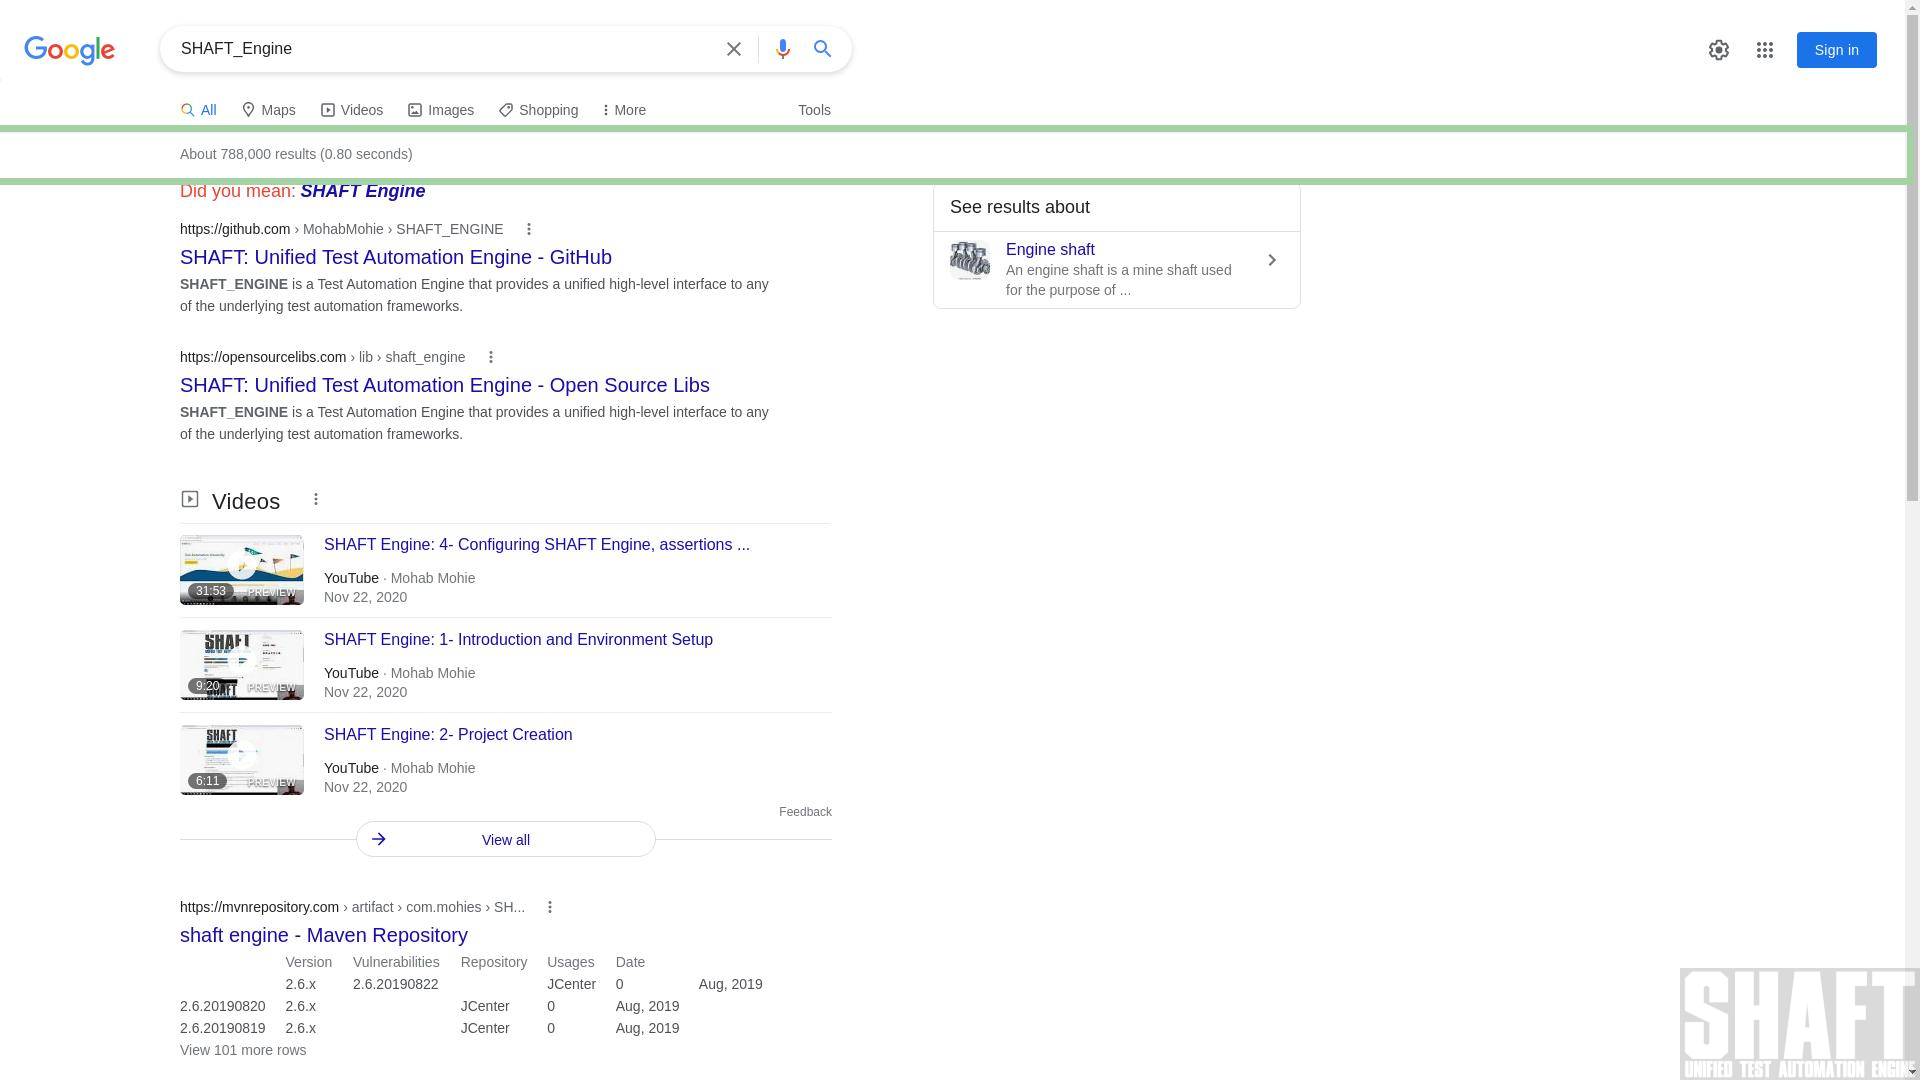 Google
SHAFT_Engine
Sign in
All
Maps
Videos
Images
Shopping
More
Tools
About 788,000 results (0.80 seconds)
Did you mean: SHAFT Engine
See results about
Engine shaft
An engine shaft is a mine shaft used
for the purpose of ...
https://github.com › MohabMohie › SHAFT_ENGINE
SHAFT: Unified Test Automation Engine - GitHub
SHAFT_ENGINE is a Test Automation Engine that provides a unified high-level interface to any
of the underlying test automation frameworks.
https://opensourcelibs.com › lib › shaft_engine
SHAFT: Unified Test Automation Engine - Open Source Libs
SHAFT_ENGINE is a Test Automation Engine that provides a unified high-level interface to any
of the underlying test automation frameworks.
Videos
31:53
PREVIEW
SHAFT Engine: 4- Configuring SHAFT Engine, assertions ...
YouTube · Mohab Mohie
Nov 22, 2020
SHAFT
9:20
PREVIEW
SHAFT Engine: 1- Introduction and Environment Setup
YouTube · Mohab Mohie
Nov 22, 2020
SHAFT
6:11
PREVIEW
SHAFT Engine: 2- Project Creation
YouTube · Mohab Mohie
Nov 22, 2020
Feedback
View all
https://mvnrepository.com › artifact › com.mohies › SH...
shaft engine - Maven Repository
Version Vulnerabilities Repository Usages Date
2.6.x 2.6.20190822 JCenter 0 Aug, 2019
2.6.20190820 2.6.x JCenter 0 Aug, 2019
2.6.20190819 2.6.x JCenter 0 Aug, 2019
View 101 more rows
SHAFT
UNIFIED TEST AUTOMATION ENGINE